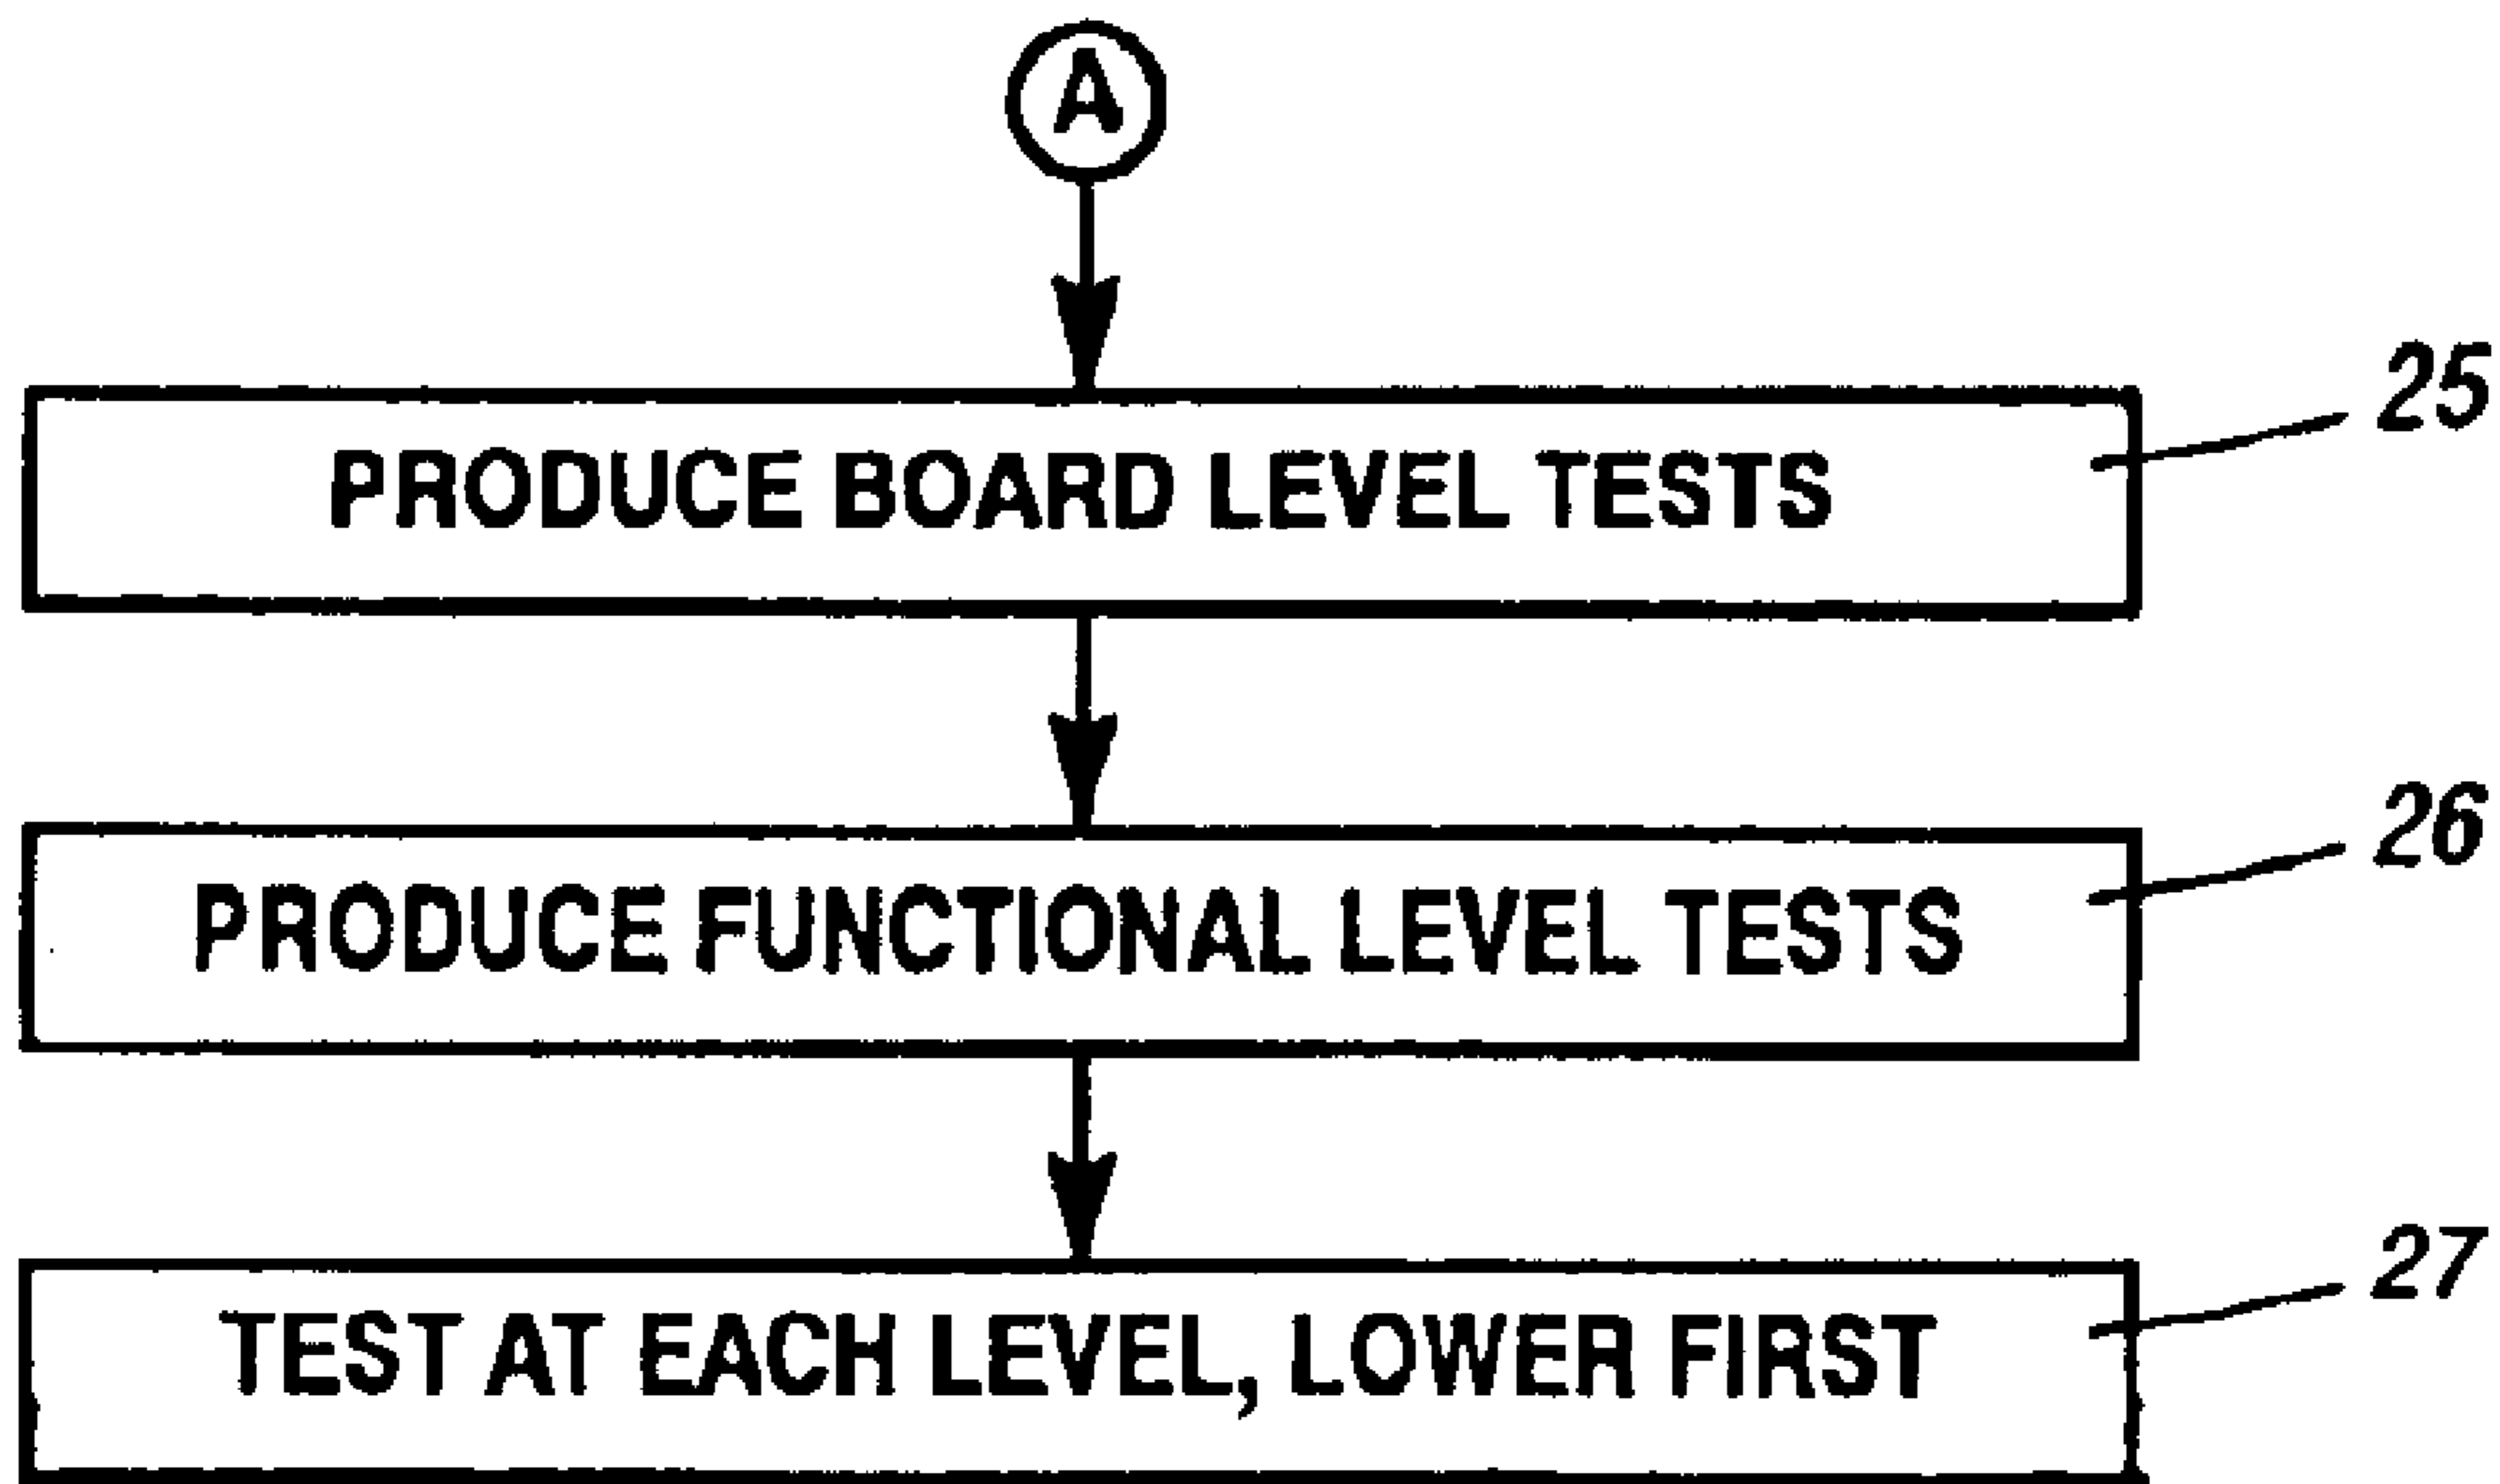 A
25
PRODUCE BOARD LEVEL TESTS
26
PRODUCE FUNCTIONAL LEVEL TESTS
27
TEST AT EACH LEVEL, LOWER FIRST